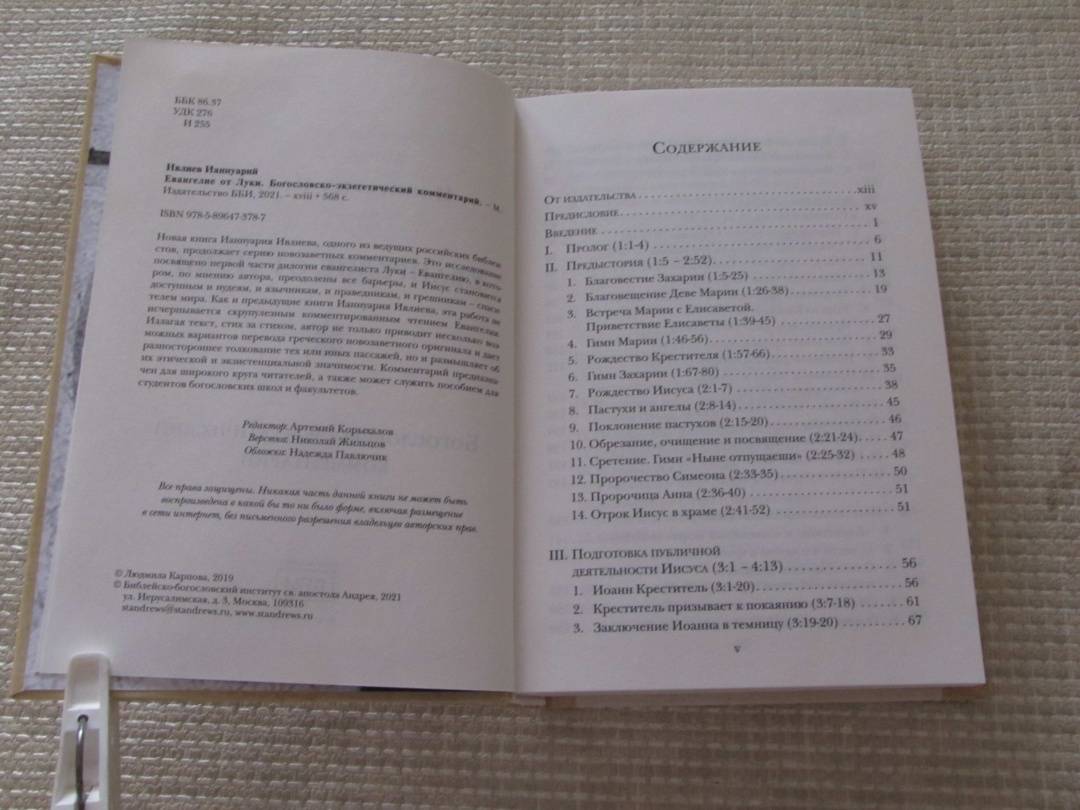 ББК 86.37
УДК 276
И 255
Ивлиев Ианнуарий
Евангелие от Луки. Богословско-экзегетический комментарий. – М.
Издательство ББИ, 2021. – xviii + 568 с.
ISBN 978-5-89647-378-7
Новая книга Ианнуария Ивлиева, одного из ведущих российских библеи
стов, продолжает серию новозаветных комментариев. Это исследование
посвящено первой части дилогии евангелиста Луки – Евангелию, в кото-
ром, по мнению автора, преодолены все барьеры, и Иисус становится
доступным и иудеям, и язычникам, и праведникам, и грешникам – спаси
телем мира. Как и предыдущие книги Ианнуария Ивлиева, эта работа не
исчерпывается скрупулезным комментированным чтением Евангелия.
Излагая текст, стих за стихом, автор не только приводит несколько воз
можных вариантов перевода греческого новозаветного оригинала и дает
разностороннее толкование тех или иных пассажей, но и размышляет об
их этической и экзистенциальной значимости. Комментарий предназна-
чен для широкого круга читателей, а также может служить пособием для
студентов богословских школ и факультетов.
Редактор: Артемий Корыхалов
Верстка: Николай Жильцов
Обложка: Надежда Павлючик
Все права защищены. Никакая часть данной книги не может быть
воспроизведена в какой бы то ни было форме, включая размещение
в сети интернет, без письменного разрешения владельцев авторских прав.
© Людмила Карпова, 2019
© Библейско-богословский институт св. апостола Андрея, 2021
ул. Иерусалимская, д. 3, Москва, 109316
standrews@standrews.ru, www.standrews.ru
Содержание
От издательства xiii
Предисловие xv
Введение 1
I. Пролог (1:1-4) 6
II. Предыстория (1:5 – 2:52) 11
1. Благовестие Захарии (1:5-25) 13
2. Благовещение Деве Марии (1:26-38) 19
3. Встреча Марии с Елисаветой.
Приветствие Елисаветы (1:39-45) 27
4. Гимн Марии (1:46-56) 29
5. Рождество Крестителя (1:57-66) 33
6. Гимн Захарии (1:67-80) 35
7. Рождество Иисуса (2:1-7) 38
8. Пастухи и ангелы (2:8-14) 45
9. Поклонение пастухов (2:15-20) 46
10. Обрезание, очищение и посвящение (2:21-24) 47
11. Сретение. Гимн «Ныне отпущаеши» (2:25-32) 48
12. Пророчество Симеона (2:33-35) 50
13. Пророчица Анна (2:36-40) 51
14. Отрок Иисус в храме (2:41-52) 51
III. Подготовка публичной
деятельности Иисуса (3:1 – 4:13) 56
1. Иоанн Креститель (3:1-20) 56
2. Креститель призывает к покаянию (3:7-18) 61
3. Заключение Иоанна в темницу (3:19-20) 67
v